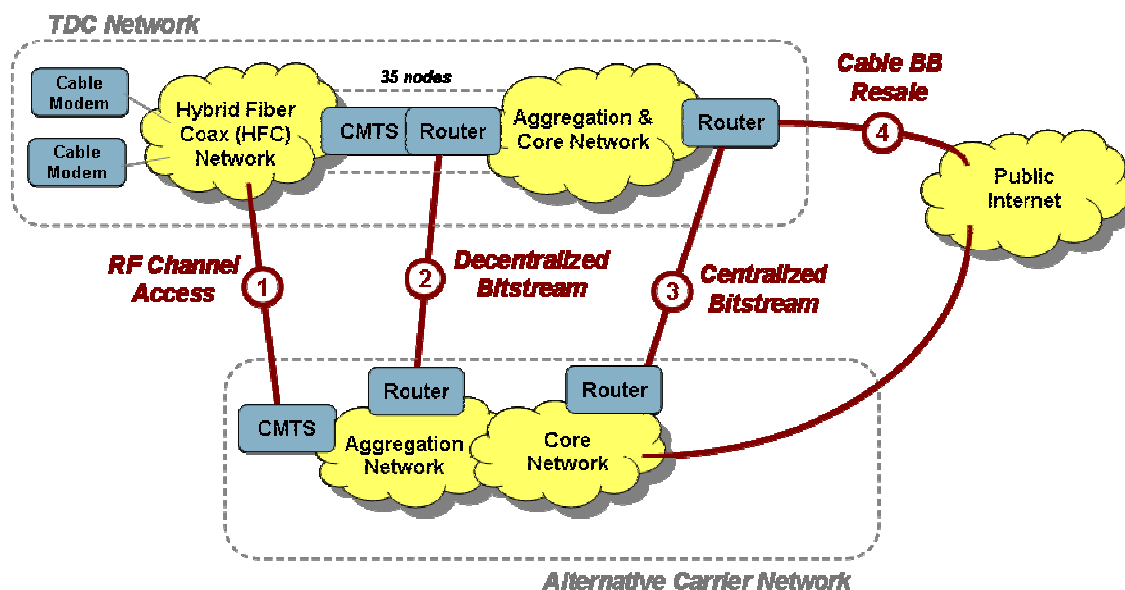 TDC Network
Cable
Modem
Cable
Modem
Hybrid Fiber
Coax (HFC)
Network
35 nodes
CMTS
Router
Aggregation &
Core Network
Router
Cable BB
Resale
4
Public
Internet
RF Channel
Access
1
2
Decentralized
Bitstream
3
Centralized
Bitstream
CMTS
Router
Aggregation
Network
Router
Core
Network
Alternative Carrier Network